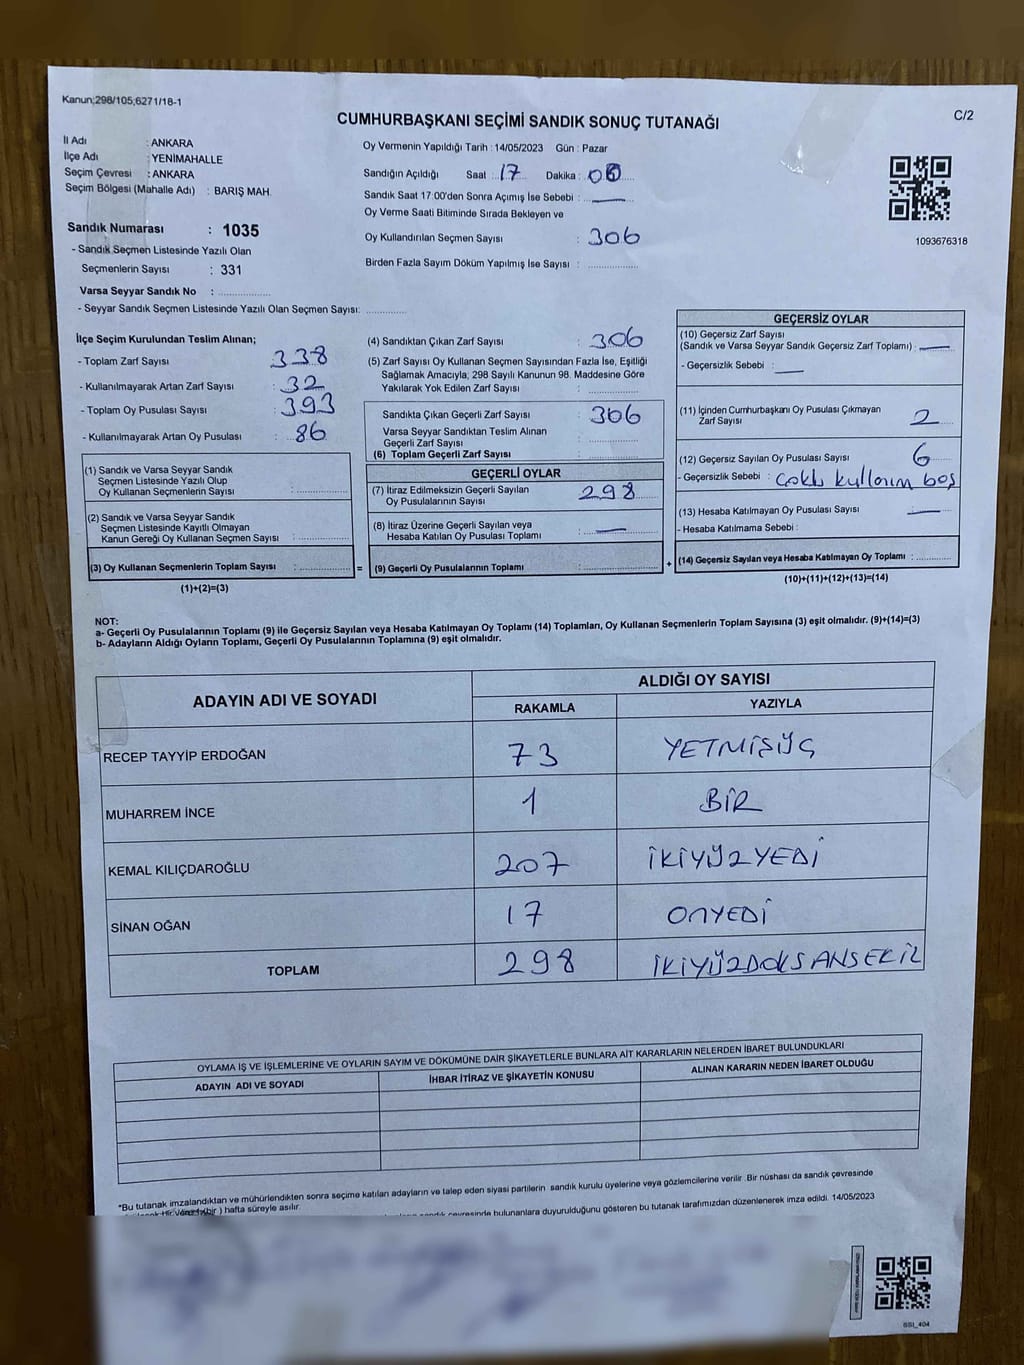 Kanun;298/105;6271/18-1
C/2
CUMHURBAŞKANI SEÇİMİ SANDIK SONUÇ TUTANAĞI
İl Adı : ANKARA
İlçe Adı : YENİMAHALLE
Seçim Çevresi : ANKARA
Seçim Bölgesi (Mahalle Adı) : BARIŞ MAH.
Sandık Numarası : 1035
- Sandık Seçmen Listesinde Yazılı Olan
Seçmenlerin Sayısı : 331
Varsa Seyyar Sandık No :
- Seyyar Sandık Seçmen Listesinde Yazılı Olan Seçmen Sayısı:
Oy Vermenin Yapıldığı Tarih : 14/05/2023 Gün : Pazar
Sandığın Açıldığı Saat : 17 Dakika : 06
Sandık Saat 17:00'den Sonra Açımış İse Sebebi : —
Oy Verme Saati Bitiminde Sırada Bekleyen ve
Oy Kullandırılan Seçmen Sayısı : 306
Birden Fazla Sayım Döküm Yapılmış İse Sayısı :
1093676318
İlçe Seçim Kurulundan Teslim Alınan;
- Toplam Zarf Sayısı : 338
- Kullanılmayarak Artan Zarf Sayısı : 32
- Toplam Oy Pusulası Sayısı : 393
- Kullanılmayarak Artan Oy Pusulası : 86
(4) Sandıktan Çıkan Zarf Sayısı : 306
(5) Zarf Sayısı Oy Kullanan Seçmen Sayısından Fazla İse, Eşitliği
Sağlamak Amacıyla; 298 Sayılı Kanunun 98. Maddesine Göre
Yakılarak Yok Edilen Zarf Sayısı :
Sandıkta Çıkan Geçerli Zarf Sayısı : 306
Varsa Seyyar Sandıktan Teslim Alınan
Geçerli Zarf Sayısı :
(6) Toplam Geçerli Zarf Sayısı :
GEÇERSİZ OYLAR
(10) Geçersiz Zarf Sayısı
(Sandık ve Varsa Seyyar Sandık Geçersiz Zarf Toplamı) : —
- Geçersizlik Sebebi : —
(11) İçinden Cumhurbaşkanı Oy Pusulası Çıkmayan
Zarf Sayısı : 2
(12) Geçersiz Sayılan Oy Pusulası Sayısı : 6
- Geçersizlik Sebebi : çoklu kullanım boş
(13) Hesaba Katılmayan Oy Pusulası Sayısı : —
- Hesaba Katılmama Sebebi :
(14) Geçersiz Sayılan veya Hesaba Katılmayan Oy Toplamı :
(10)+(11)+(12)+(13)=(14)
(1) Sandık ve Varsa Seyyar Sandık
Seçmen Listesinde Yazılı Olup
Oy Kullanan Seçmenlerin Sayısı :
(2) Sandık ve Varsa Seyyar Sandık
Seçmen Listesinde Kayıtlı Olmayan
Kanun Gereği Oy Kullanan Seçmen Sayısı :
(3) Oy Kullanan Seçmenlerin Toplam Sayısı : =
(1)+(2)=(3)
GEÇERLİ OYLAR
(7) İtiraz Edilmeksizin Geçerli Sayılan
Oy Pusulalarının Sayısı : 298
(8) İtiraz Üzerine Geçerli Sayılan veya
Hesaba Katılan Oy Pusulası Toplamı : —
(9) Geçerli Oy Pusulalarının Toplamı : +
NOT:
a- Geçerli Oy Pusulalarının Toplamı (9) ile Geçersiz Sayılan veya Hesaba Katılmayan Oy Toplamı (14) Toplamları, Oy Kullanan Seçmenlerin Toplam Sayısına (3) eşit olmalıdır. (9)+(14)=(3)
b- Adayların Aldığı Oyların Toplamı, Geçerli Oy Pusulalarının Toplamına (9) eşit olmalıdır.
ADAYIN ADI VE SOYADI ALDIĞI OY SAYISI
RAKAMLA YAZIYLA
RECEP TAYYİP ERDOĞAN 73 YETMİŞÜÇ
MUHARREM İNCE 1 BİR
KEMAL KILIÇDAROĞLU 207 İKİYÜZYEDİ
SİNAN OĞAN 17 ONYEDİ
TOPLAM 298 İKİYÜZDOKSANSEKİZ
OYLAMA İŞ VE İŞLEMLERİNE VE OYLARIN SAYIM VE DÖKÜMÜNE DAİR ŞİKAYETLERLE BUNLARA AİT KARARLARIN NELERDEN İBARET BULUNDUKLARI
ADAYIN ADI VE SOYADI İHBAR İTİRAZ VE ŞİKAYETİN KONUSU ALINAN KARARIN NEDEN İBARET OLDUĞU
*Bu tutanak imzalandıktan ve mühürlendikten sonra seçime katılan adayların ve talep eden siyasi partilerin sandık kurulu üyelerine veya gözlemcilerine verilir. Bir nüshası da sandık çevresinde
) hafta süreyle asılır.
çevresinde bulunanlara duyurulduğunu gösteren bu tutanak tarafımızdan düzenlenerek imza edildi. 14/05/2023
SSI_404